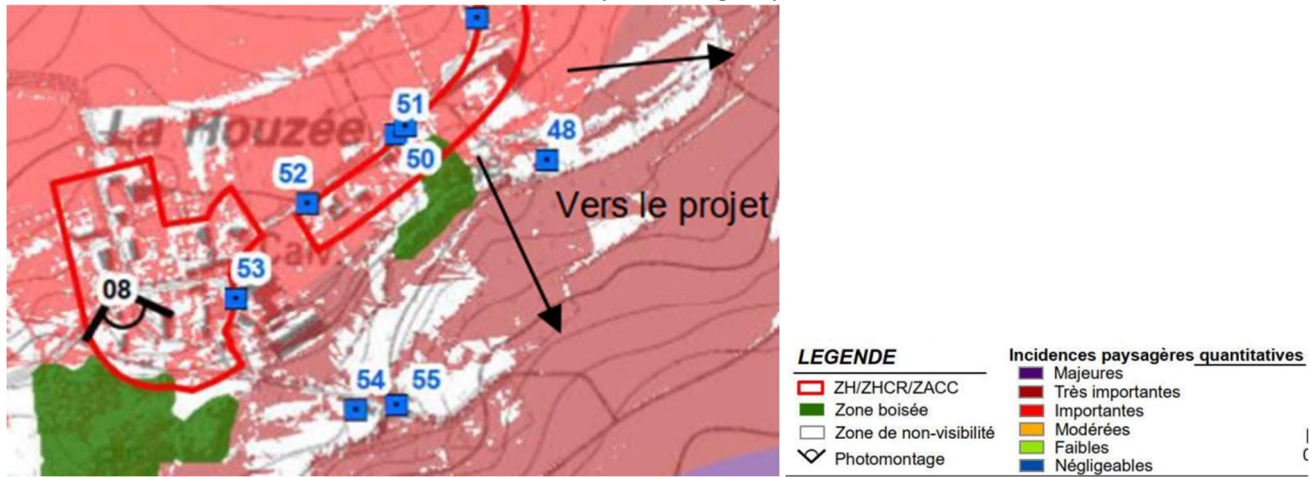 51
La Houzée
48
50
52
Vers le projet
Calv.
53
08
54
55
LEGENDE
ZH/ZHCR/ZACC
Zone boisée
Zone de non-visibilité
Photomontage
Incidences paysagères quantitatives
Majeures
Très importantes
Importantes
Modérées
Faibles
Négligeables